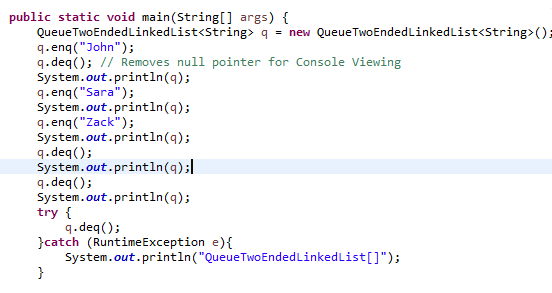 public static void main(String[] args) {
QueueTwoEndedLinkedList<String> q = new QueueTwoEndedLinkedList<String>();
q.enq("John");
q.deq(); // Removes null pointer for Console Viewing
System.out.println(q);
q.enq("Sara");
System.out.println(q);
q.enq("Zack");
System.out.println(q);
q.deq();
System.out.println(q);
q.deq();
System.out.println(q);
try {
q.deq();
}catch (RuntimeException e){
System.out.println("QueueTwoEndedLinkedList[]");
}